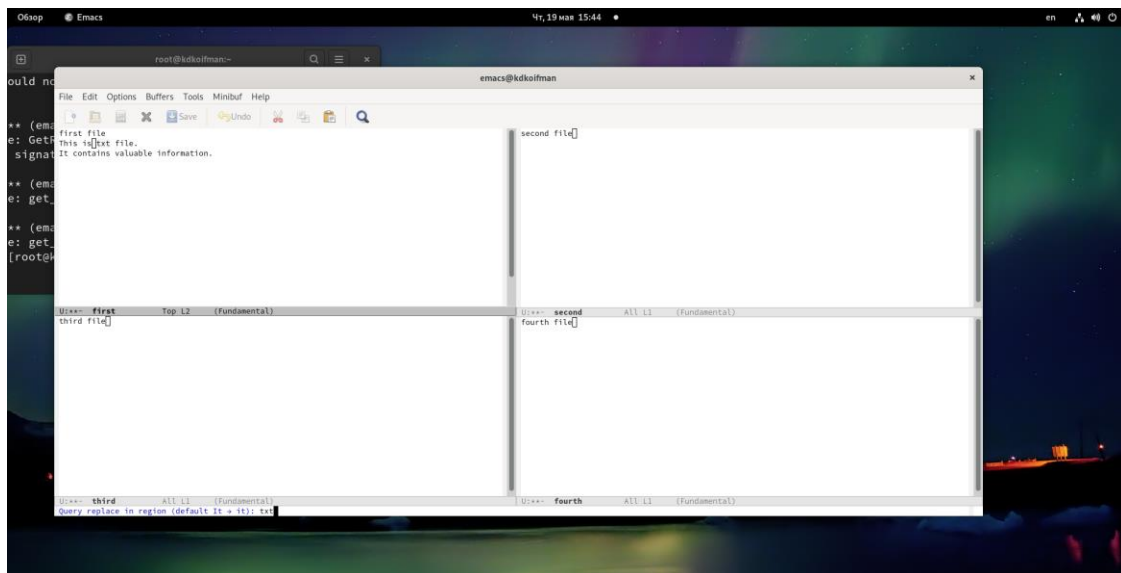 Обзор Emacs Чт, 19 мая 15:44 en
root@kdkoifman:~
ould no
** (ema
e: GetR
signat
** (ema
e: get_
** (ema
e: get_
[root@k
emacs@kdkoifman
File Edit Options Buffers Tools Minibuf Help
Save Undo
first file
This is txt file.
It contains valuable information.
U:**- first Top L2 (Fundamental)
second file
U:**- second All L1 (Fundamental)
third file
U:**- third All L1 (Fundamental)
fourth file
U:**- fourth All L1 (Fundamental)
Query replace in region (default It → it): txt